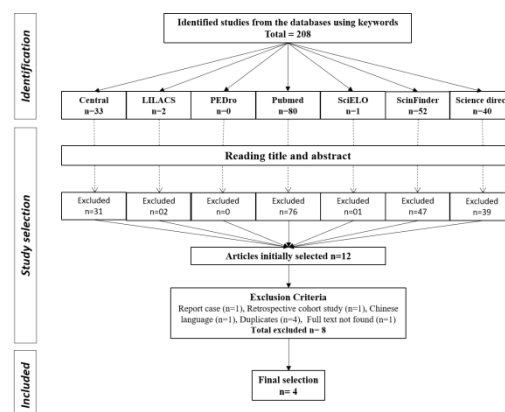 Identified studies from the databases using keywords
Total = 208
Identification
Central
n=33
LILACS
n=2
PEDro
n=0
Pubmed
n=80
SciELO
n=1
ScinFinder
n=52
Science direct
n=40
Study selection
Reading title and abstract
Excluded
n=31
Excluded
n=02
Excluded
n=0
Excluded
n=76
Excluded
n=01
Excluded
n=47
Excluded
n=39
Articles initially selected n=12
Exclusion Criteria
Report case (n=1), Retrospective cohort study (n=1), Chinese
language (n=1), Duplicates (n=4), Full text not found (n=1)
Total excluded n= 8
Included
Final selection
n= 4